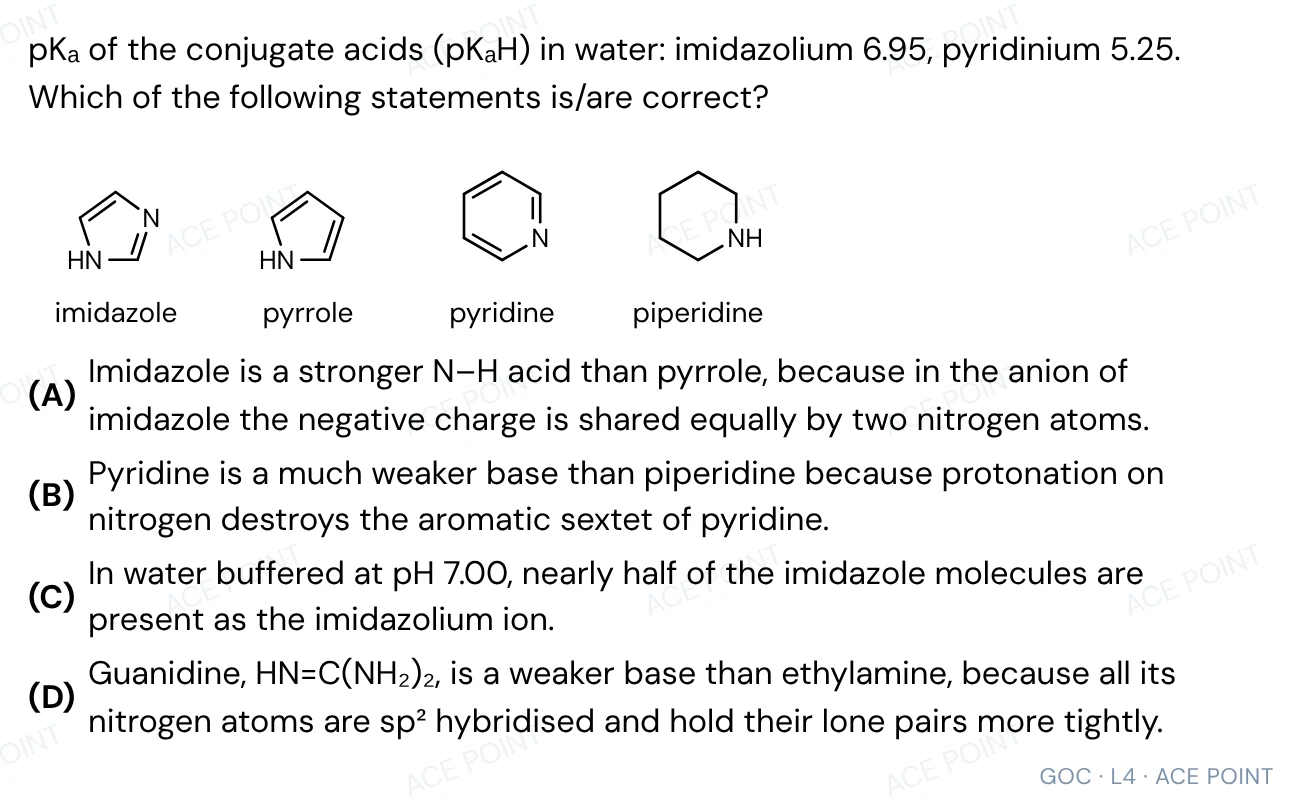 pKₐ of the conjugate acids (pKₐH) in water: imidazolium 6.95, pyridinium 5.25.
Which of the following statements is/are correct?
N
HN
HN
N
NH
imidazole
pyrrole
pyridine
piperidine
(A) Imidazole is a stronger N–H acid than pyrrole, because in the anion of
imidazole the negative charge is shared equally by two nitrogen atoms.
(B) Pyridine is a much weaker base than piperidine because protonation on
nitrogen destroys the aromatic sextet of pyridine.
(C) In water buffered at pH 7.00, nearly half of the imidazole molecules are
present as the imidazolium ion.
(D) Guanidine, HN=C(NH₂)₂, is a weaker base than ethylamine, because all its
nitrogen atoms are sp² hybridised and hold their lone pairs more tightly.
GOC · L4 · ACE POINT
ACE POINT